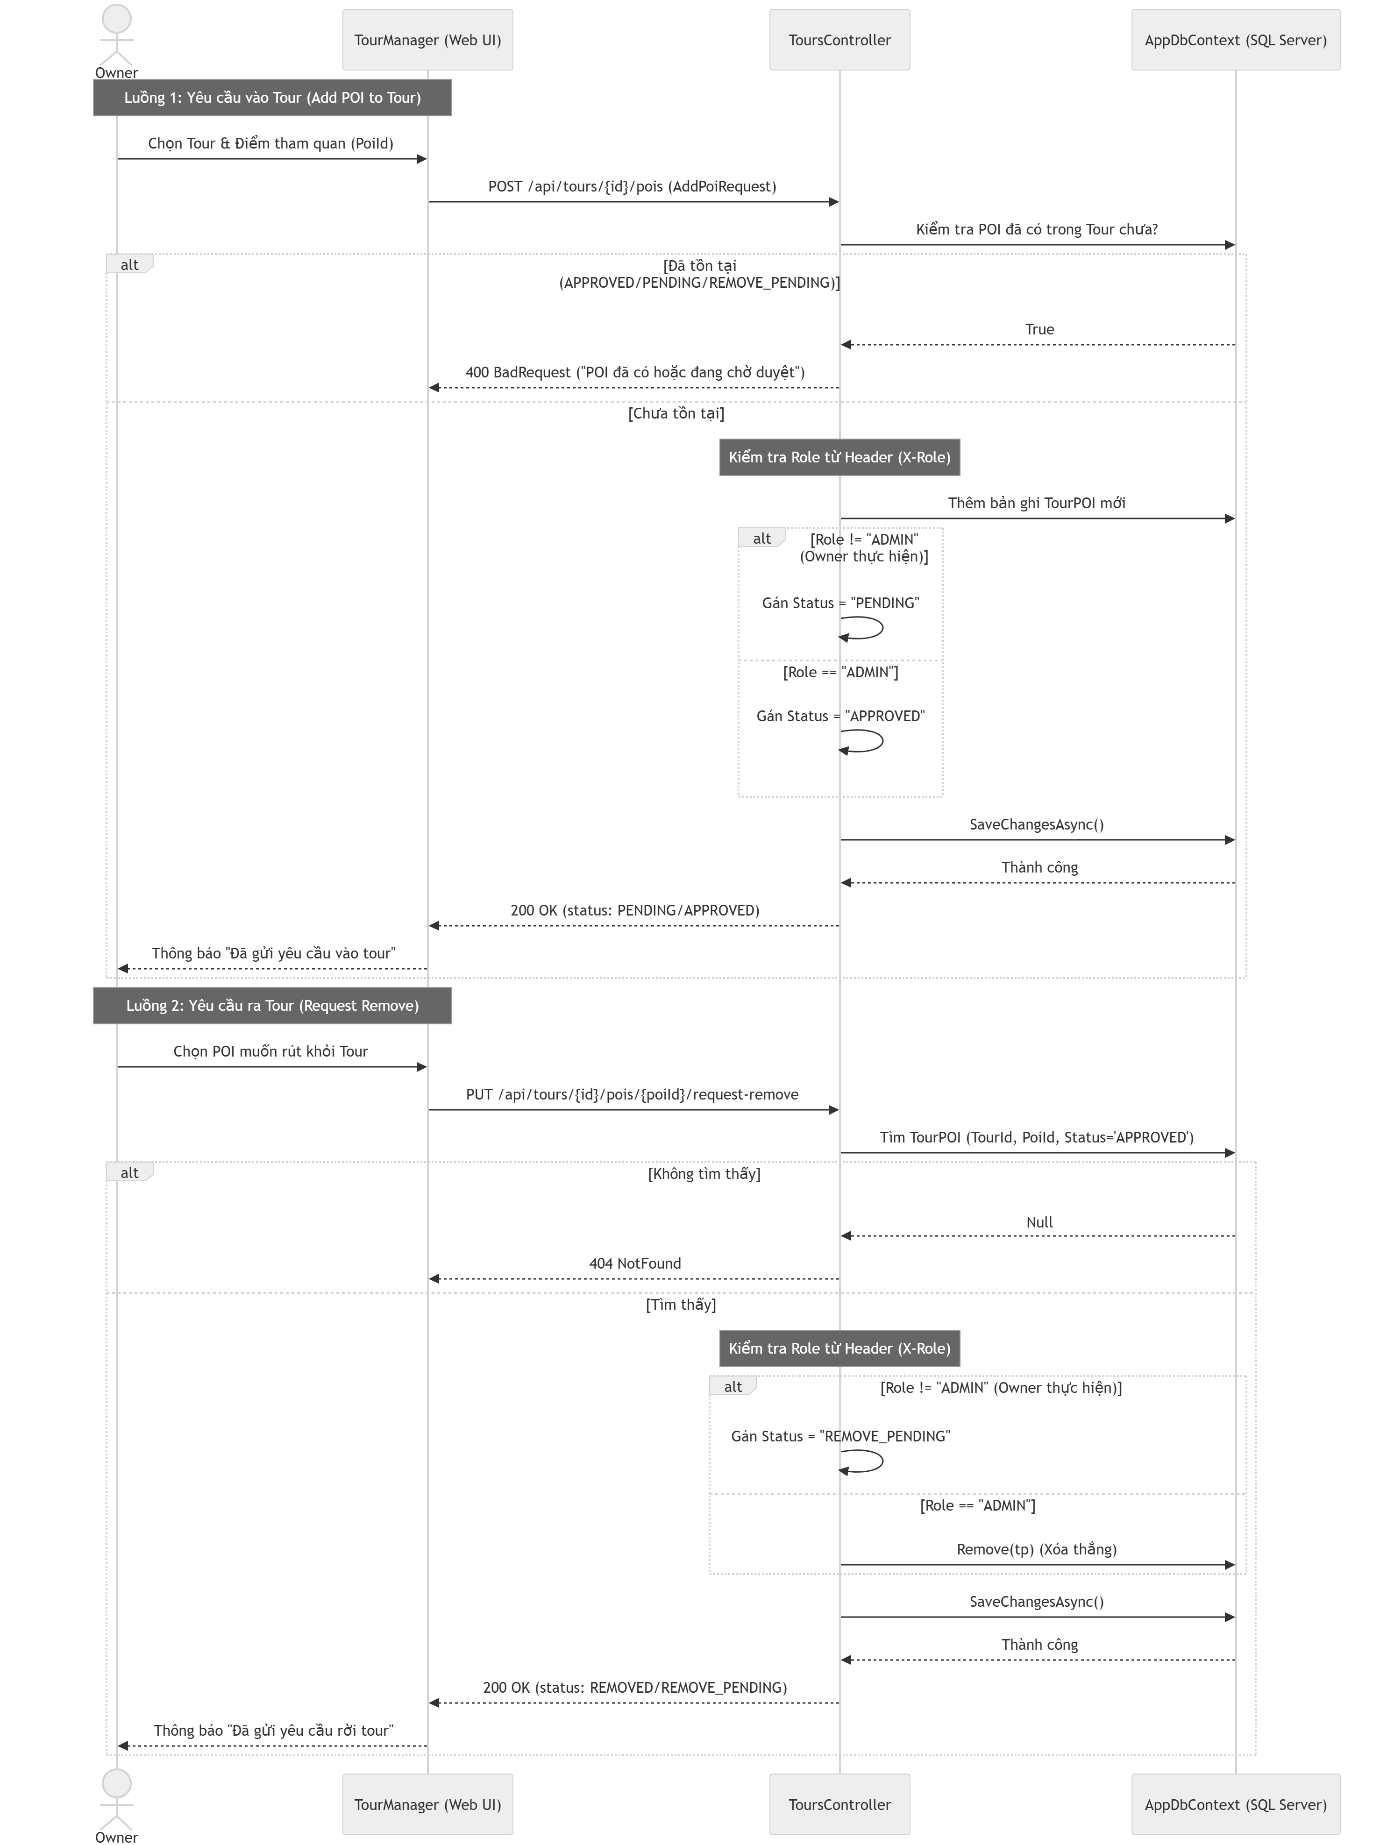 Owner
TourManager (Web UI)
ToursController
AppDbContext (SQL Server)
Luồng 1: Yêu cầu vào Tour (Add POI to Tour)
Chọn Tour & Điểm tham quan (PoiId)
POST /api/tours/{id}/pois (AddPoiRequest)
Kiểm tra POI đã có trong Tour chưa?
alt
[Đã tồn tại
(APPROVED/PENDING/REMOVE_PENDING)]
True
400 BadRequest ("POI đã có hoặc đang chờ duyệt")
[Chưa tồn tại]
Kiểm tra Role từ Header (X-Role)
Thêm bản ghi TourPOI mới
alt
[Role != "ADMIN"
(Owner thực hiện)]
Gán Status = "PENDING"
[Role == "ADMIN"]
Gán Status = "APPROVED"
SaveChangesAsync()
Thành công
200 OK (status: PENDING/APPROVED)
Thông báo "Đã gửi yêu cầu vào tour"
Luồng 2: Yêu cầu ra Tour (Request Remove)
Chọn POI muốn rút khỏi Tour
PUT /api/tours/{id}/pois/{poiId}/request-remove
Tìm TourPOI (TourId, PoiId, Status='APPROVED')
alt
[Không tìm thấy]
Null
404 NotFound
[Tìm thấy]
Kiểm tra Role từ Header (X-Role)
alt
[Role != "ADMIN" (Owner thực hiện)]
Gán Status = "REMOVE_PENDING"
[Role == "ADMIN"]
Remove(tp) (Xóa thẳng)
SaveChangesAsync()
Thành công
200 OK (status: REMOVED/REMOVE_PENDING)
Thông báo "Đã gửi yêu cầu rời tour"
Owner
TourManager (Web UI)
ToursController
AppDbContext (SQL Server)